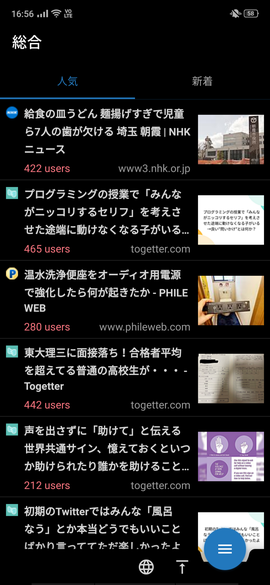 16:56
58
総合
人気
新着
給食の皿うどん 麺揚げすぎで児童
ら7人の歯が欠ける 埼玉 朝霞 | NHK
ニュース
422 users
www3.nhk.or.jp
プログラミングの授業で「みんな
がニッコリするセリフ」を考えさ
せた途端に動けなくなる子がいる...
465 users
togetter.com
温水洗浄便座をオーディオ用電源
で強化したら何が起きたか - PHILE
WEB
280 users
www.phileweb.com
東大理三に面接落ち！合格者平均
を超えてる普通の高校生が・・・ -
Togetter
442 users
togetter.com
声を出さずに「助けて」と伝える
世界共通サイン、憶えておくといつ
か助けられたり誰かを助けること...
212 users
togetter.com
初期のTwitterではみんな「風呂
なう」とか本当どうでもいいこと
ばかり言っててただ楽しかったよ